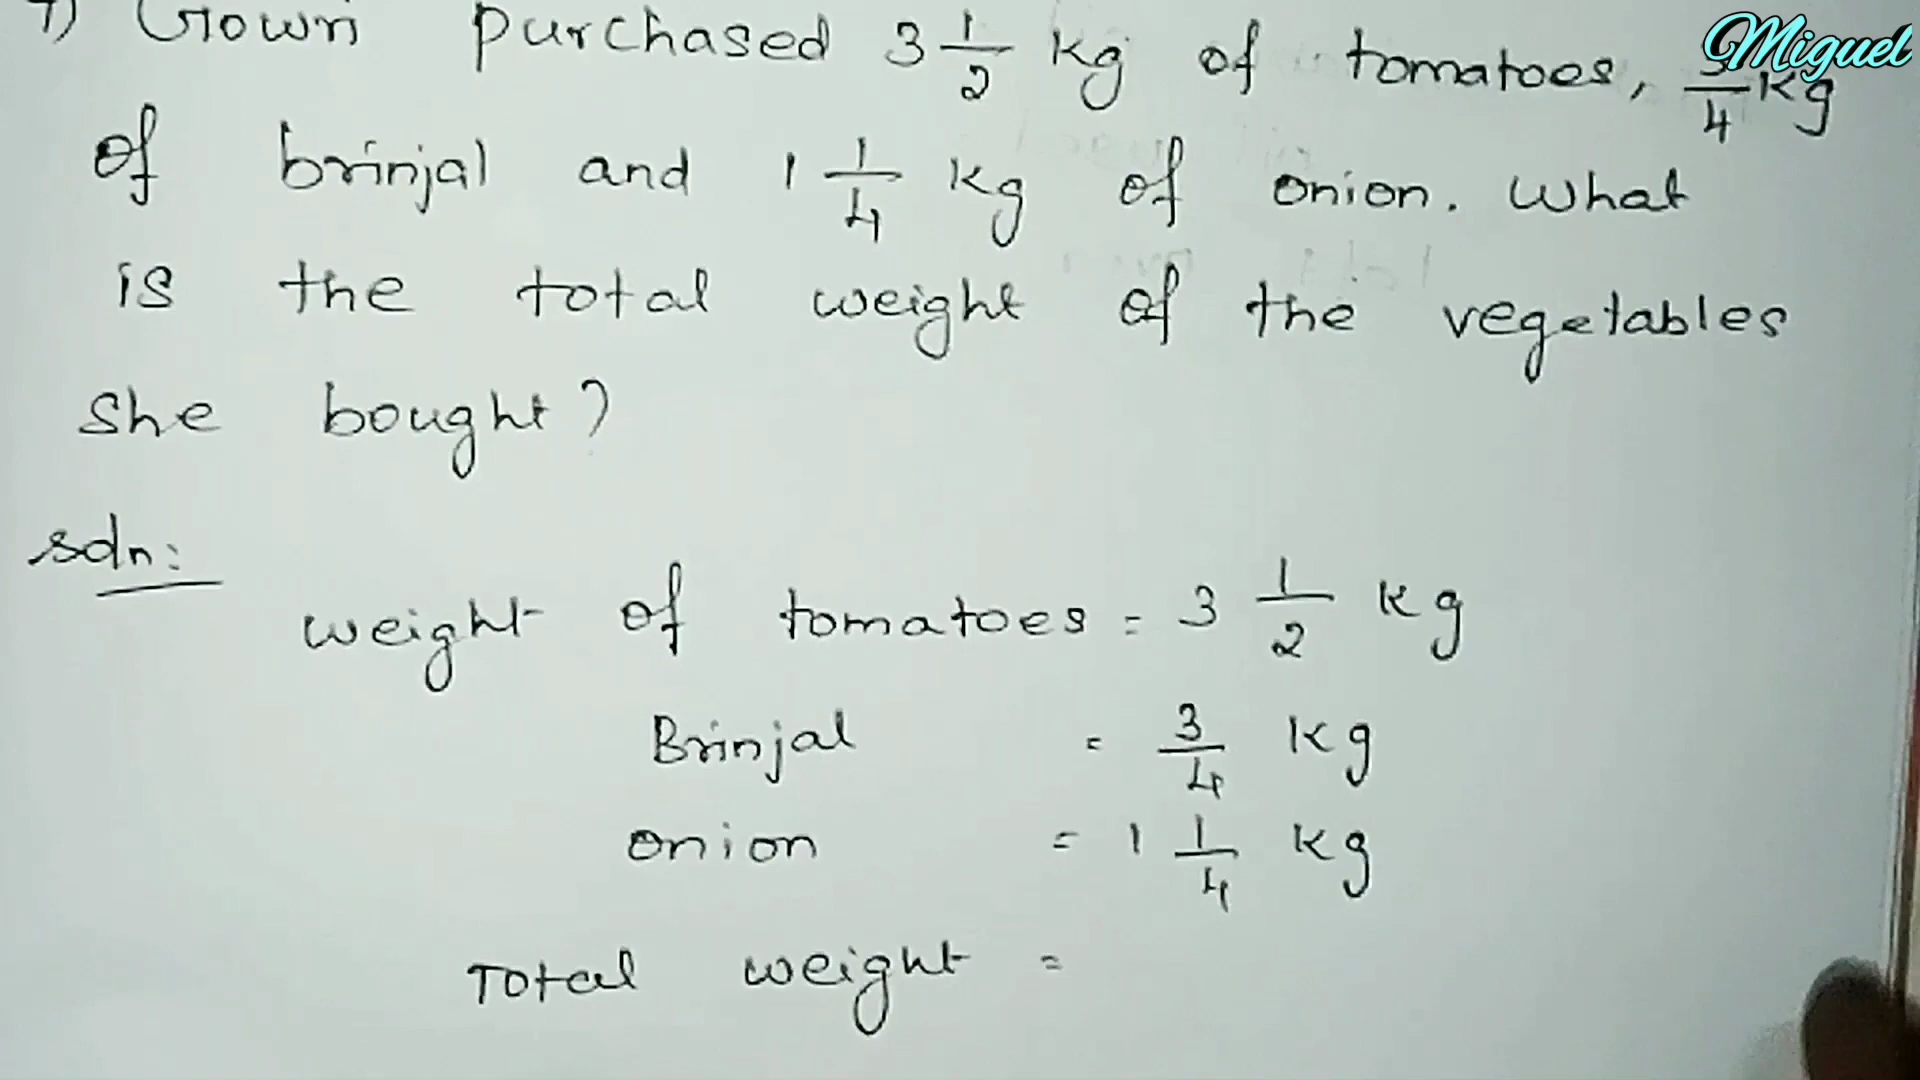 purchased 3 1/2 kg of tomatoes, 3/4 kg
Miguel
of brinjal and 1 1/4 kg of onion. What
is the total weight of the vegetables
she bought?
soln:
weight of tomatoes = 3 1/2 kg
Brinjal = 3/4 kg
onion = 1 1/4 kg
Total weight =